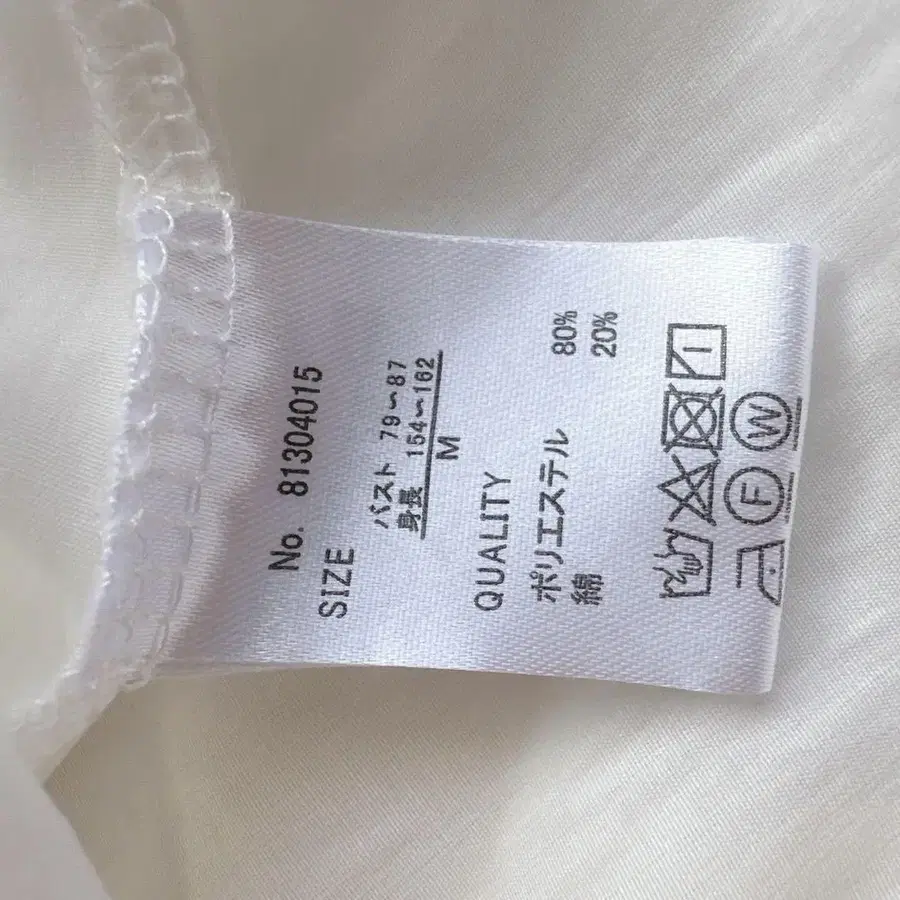 No. 81304015
SIZE
バスト 79~87
身長 154~162
M
QUALITY
ポリエステル 80%
綿 20%
F W